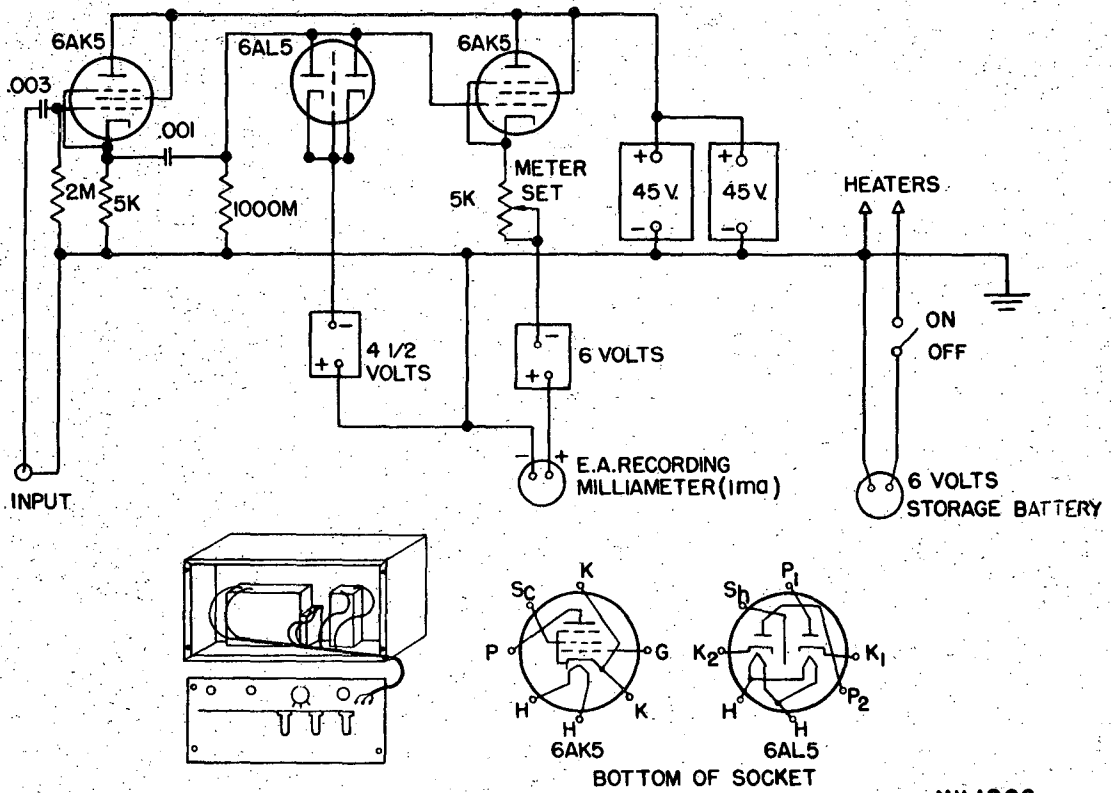 6AK5
6AL5
6AK5
.003
.001
2M
5K
1000M
5K
METER
SET
+
45 V.
-
+
45 V.
-
HEATERS
ON
OFF
-
+
4 1/2
VOLTS
-
+
6 VOLTS
- +
E.A. RECORDING
MILLIAMETER (1ma)
INPUT
6 VOLTS
STORAGE BATTERY
K
Sc
P
G
H
H
K
6AK5
P1
Sh
K2
K1
P2
H
H
6AL5
BOTTOM OF SOCKET